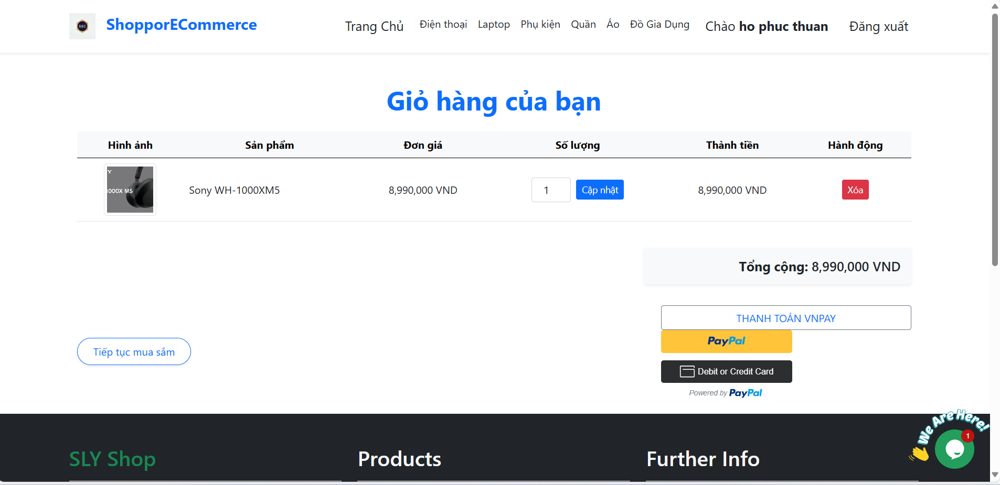 SEC
ShopporECommerce
Trang Chủ Điện thoại Laptop Phụ kiện Quần Áo Đồ Gia Dụng Chào ho phuc thuan Đăng xuất
Giỏ hàng của bạn
Hình ảnh Sản phẩm Đơn giá Số lượng Thành tiền Hành động
Y
1000X M5
Sony WH-1000XM5 8,990,000 VND 1 Cập nhật 8,990,000 VND Xóa
Tổng cộng: 8,990,000 VND
THANH TOÁN VNPAY
PayPal
Tiếp tục mua sắm
Debit or Credit Card
Powered by PayPal
We Are Here!
1
SLY Shop Products Further Info